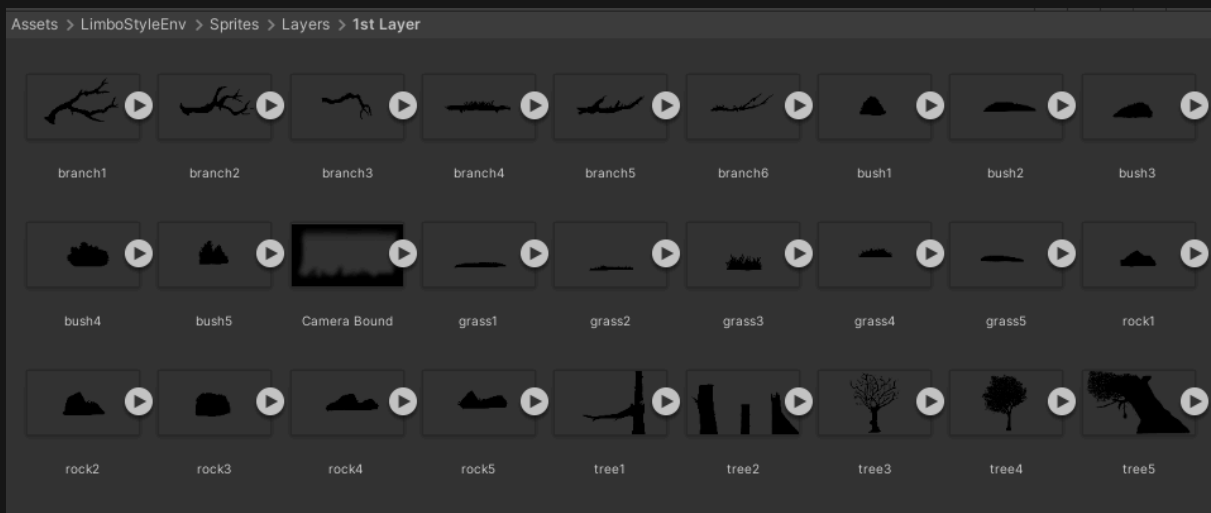 Assets > LimboStyleEnv > Sprites > Layers > 1st Layer
branch1 branch2 branch3 branch4 branch5 branch6 bush1 bush2 bush3
bush4 bush5 Camera Bound grass1 grass2 grass3 grass4 grass5 rock1
rock2 rock3 rock4 rock5 tree1 tree2 tree3 tree4 tree5